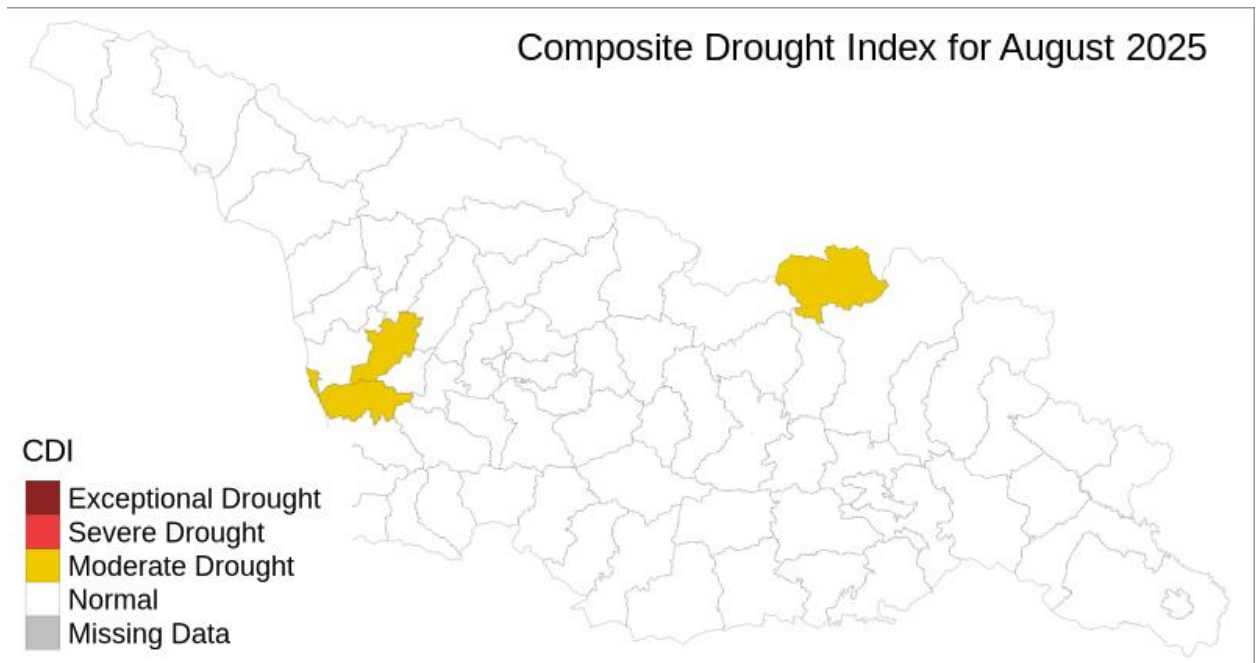 Composite Drought Index for August 2025
CDI
Exceptional Drought
Severe Drought
Moderate Drought
Normal
Missing Data